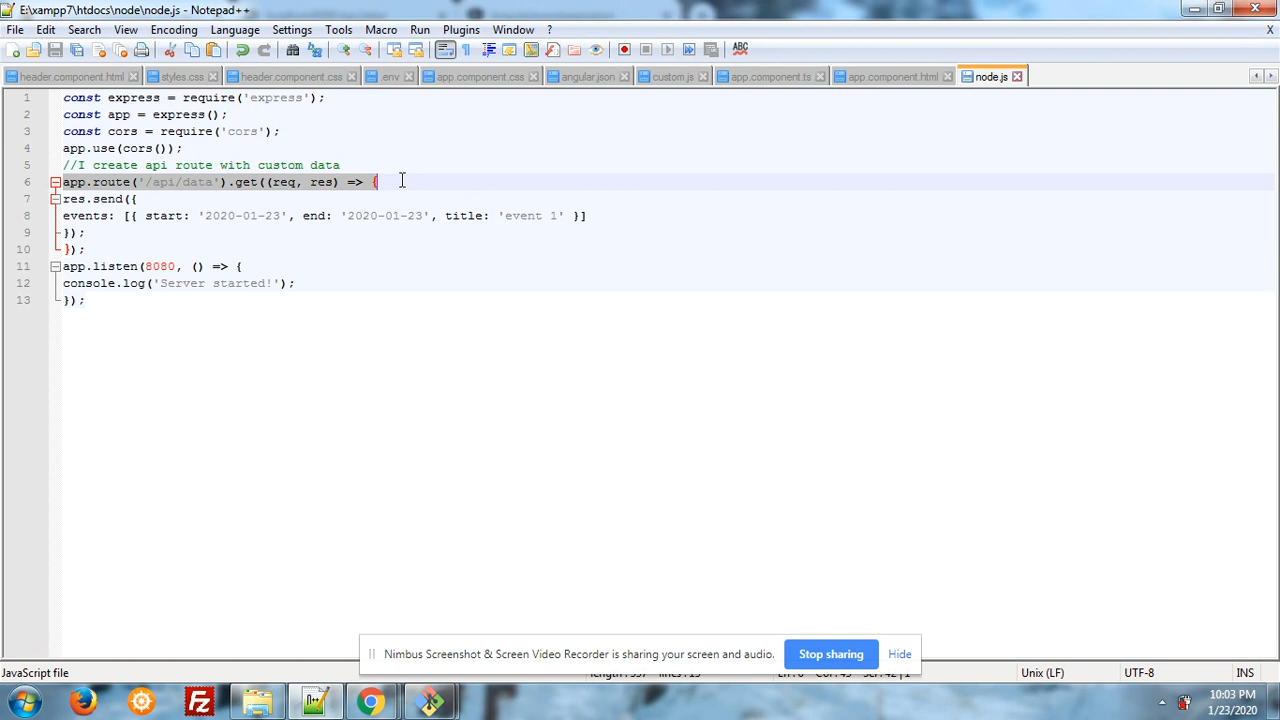 E:\xampp7\htdocs\node\node.js - Notepad++
File Edit Search View Encoding Language Settings Tools Macro Run Plugins Window ? X
header.component.html styles.css header.component.css .env app.component.css angular.json custom.js app.component.ts app.component.html node.js
1 const express = require('express');
2 const app = express();
3 const cors = require('cors');
4 app.use(cors());
5 //I create api route with custom data
6 app.route('/api/data').get((req, res) => {
7 res.send({
8 events: [{ start: '2020-01-23', end: '2020-01-23', title: 'event 1' }]
9 });
10 });
11 app.listen(8080, () => {
12 console.log('Server started!');
13 });
Nimbus Screenshot & Screen Video Recorder is sharing your screen and audio. Stop sharing Hide
JavaScript file Unix (LF) UTF-8 INS
10:03 PM
1/23/2020